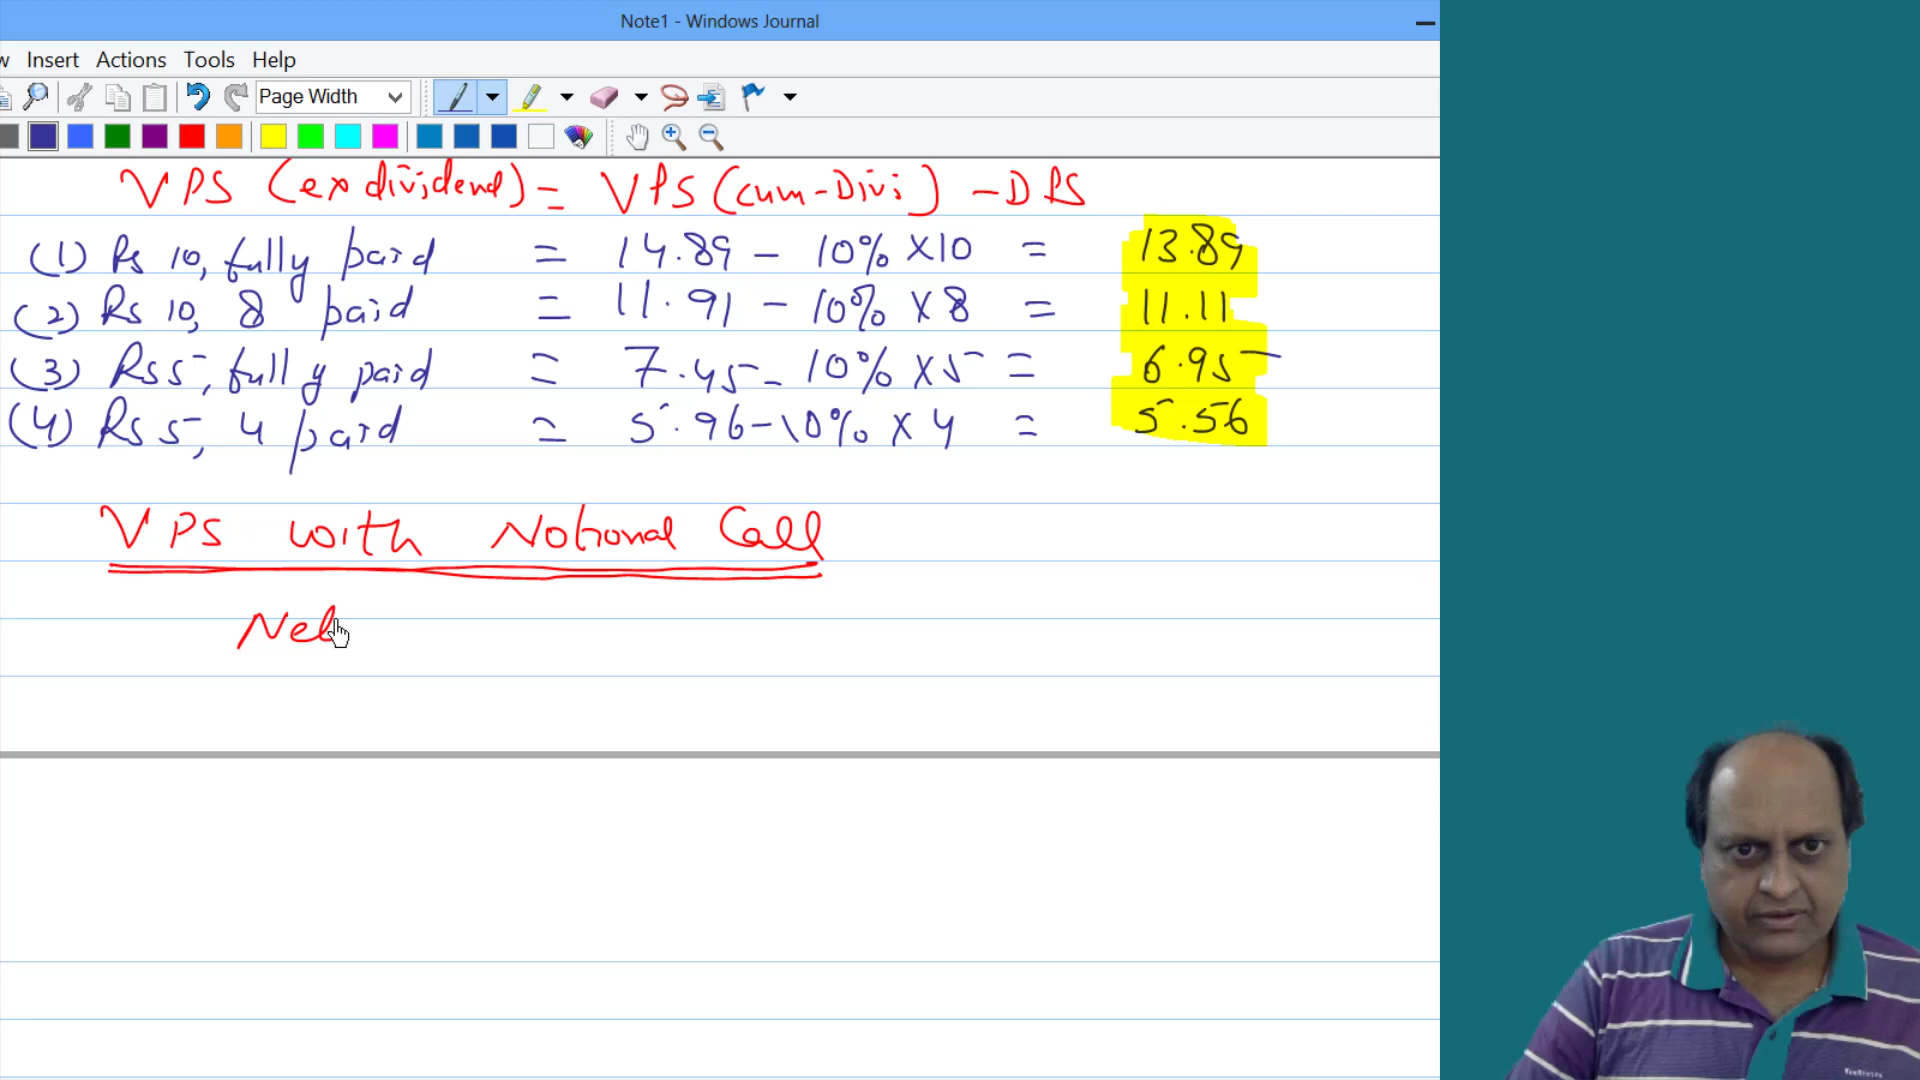 Note1 - Windows Journal
w Insert Actions Tools Help
Page Width
VPS (ex dividend) = VPS (cum-Divi) - DPS
(1) Rs 10, fully paid = 14.89 - 10% X10 = 13.89
(2) Rs 10, 8 paid = 11.91 - 10% X 8 = 11.11
(3) Rs 5, fully paid = 7.45 - 10% X 5 = 6.95
(4) Rs 5, 4 paid = 5.96 - 10% X 4 = 5.56
VPS with Notional Call
Net